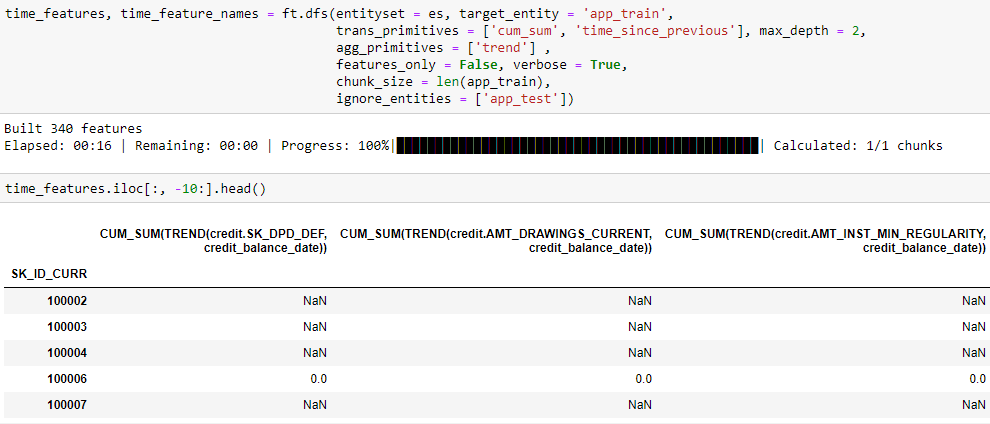 time_features, time_feature_names = ft.dfs(entityset = es, target_entity = 'app_train',
trans_primitives = ['cum_sum', 'time_since_previous'], max_depth = 2,
agg_primitives = ['trend'] ,
features_only = False, verbose = True,
chunk_size = len(app_train),
ignore_entities = ['app_test'])
Built 340 features
Elapsed: 00:16 | Remaining: 00:00 | Progress: 100%|██████████| Calculated: 1/1 chunks
time_features.iloc[:, -10:].head()
CUM_SUM(TREND(credit.SK_DPD_DEF, CUM_SUM(TREND(credit.AMT_DRAWINGS_CURRENT, CUM_SUM(TREND(credit.AMT_INST_MIN_REGULARITY,
credit_balance_date)) credit_balance_date)) credit_balance_date))
SK_ID_CURR
100002 NaN NaN NaN
100003 NaN NaN NaN
100004 NaN NaN NaN
100006 0.0 0.0 0.0
100007 NaN NaN NaN